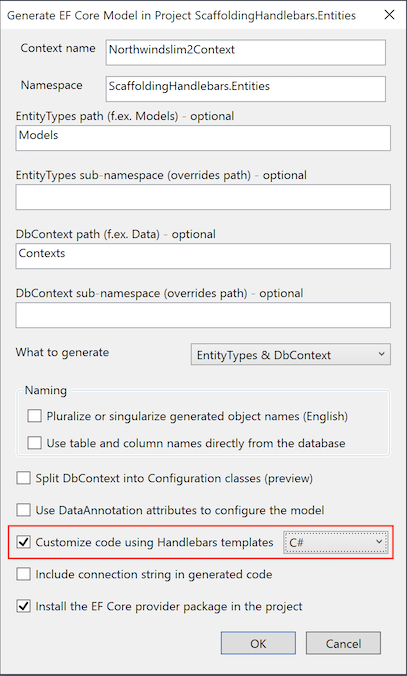 Generate EF Core Model in Project ScaffoldingHandlebars.Entities
Context name
Northwindslim2Context
Namespace
ScaffoldingHandlebars.Entities
EntityTypes path (f.ex. Models) - optional
Models
EntityTypes sub-namespace (overrides path) - optional
DbContext path (f.ex. Data) - optional
Contexts
DbContext sub-namespace (overrides path) - optional
What to generate
EntityTypes & DbContext
Naming
Pluralize or singularize generated object names (English)
Use table and column names directly from the database
Split DbContext into Configuration classes (preview)
Use DataAnnotation attributes to configure the model
Customize code using Handlebars templates
C#
Include connection string in generated code
Install the EF Core provider package in the project
OK
Cancel